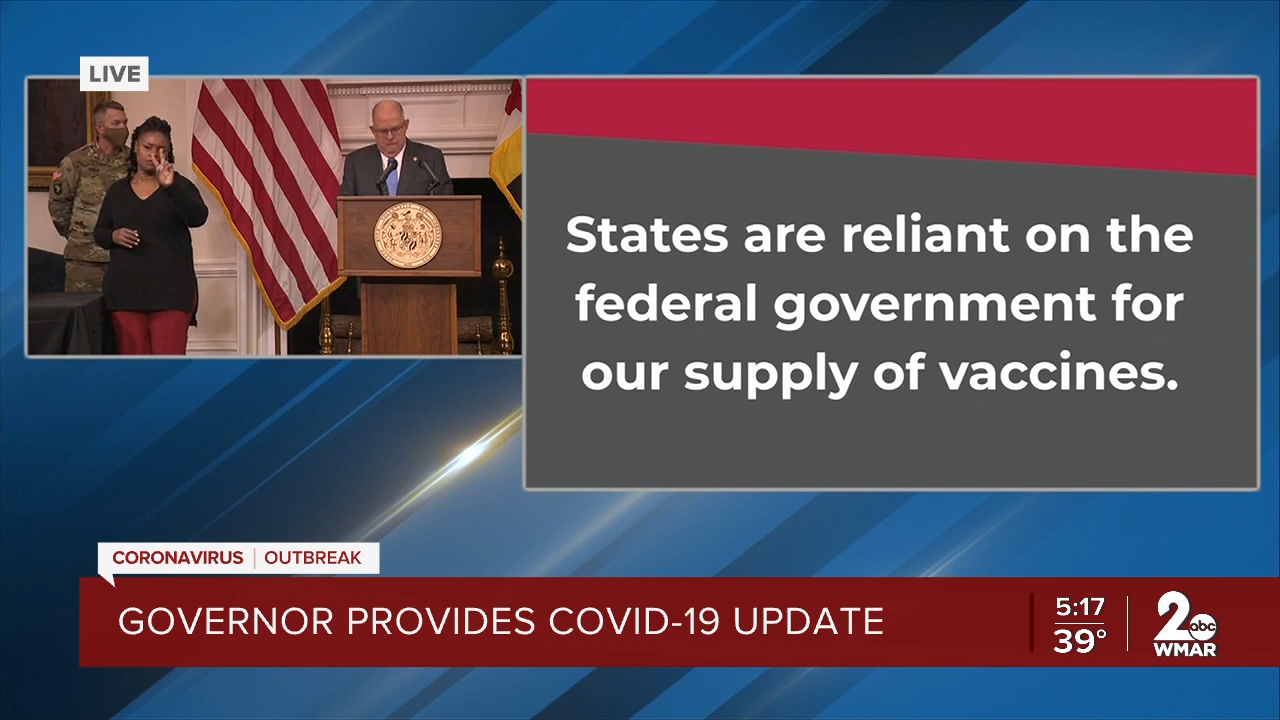 LIVE
States are reliant on the
federal government for
our supply of vaccines.
CORONAVIRUS | OUTBREAK
GOVERNOR PROVIDES COVID-19 UPDATE
5:17
39°
2
abc
WMAR